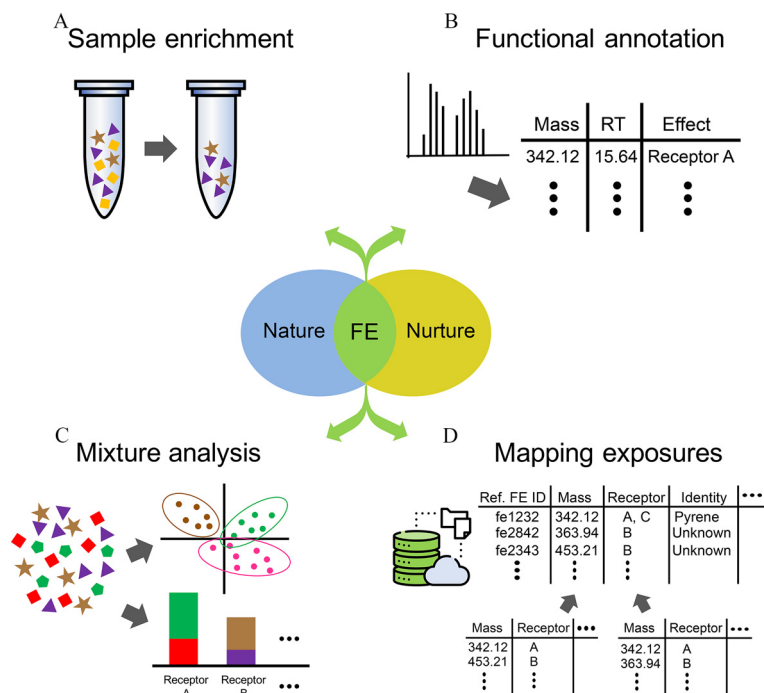 A
Sample enrichment
B
Functional annotation
Mass RT Effect
342.12 15.64 Receptor A
Nature FE Nurture
C
Mixture analysis
Receptor A
Receptor B
D
Mapping exposures
Ref. FE ID Mass Receptor Identity
fe1232 342.12 A, C Pyrene
fe2842 363.94 B Unknown
fe2343 453.21 B Unknown
Mass Receptor
342.12 A
453.21 B
Mass Receptor
342.12 A
363.94 B